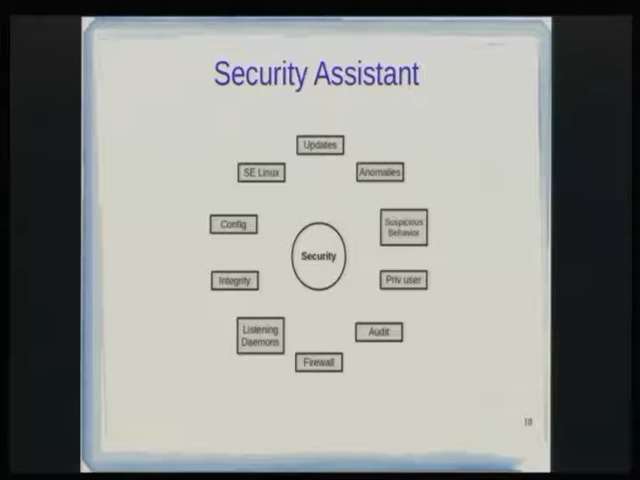 Security Assistant
Updates
SE Linux
Anomalies
Config
Suspicious
Behavior
Security
Integrity
Priv user
Listening
Daemons
Audit
Firewall
18